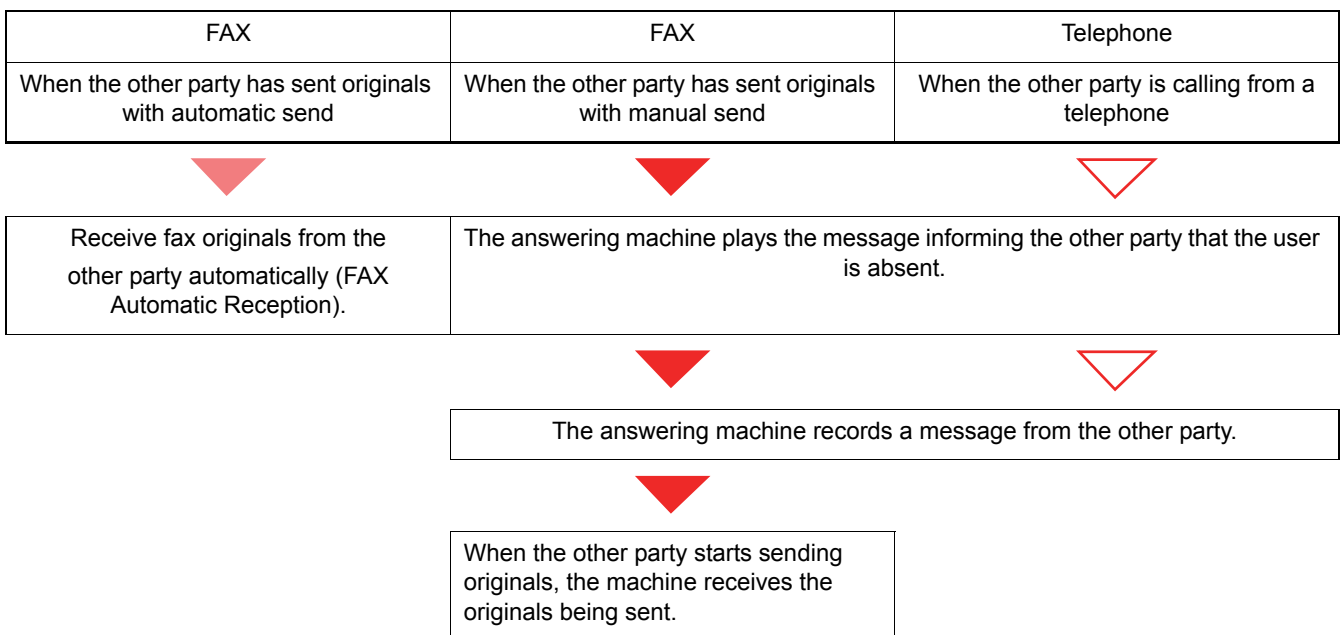 FAX
FAX
Telephone
When the other party has sent originals
with automatic send
When the other party has sent originals
with manual send
When the other party is calling from a
telephone
Receive fax originals from the
other party automatically (FAX
Automatic Reception).
The answering machine plays the message informing the other party that the user
is absent.
The answering machine records a message from the other party.
When the other party starts sending
originals, the machine receives the
originals being sent.